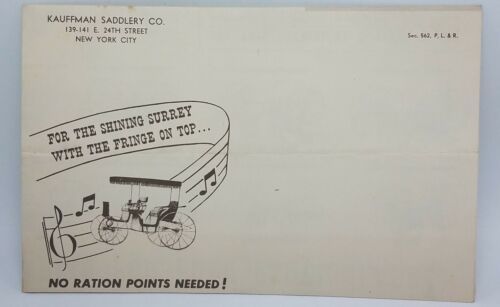 KAUFFMAN SADDLERY CO.
139-141 E. 24TH STREET
NEW YORK CITY
Sec. 562, P. L. & R.
FOR THE SHINING SURREY
WITH THE FRINGE ON TOP...
NO RATION POINTS NEEDED!